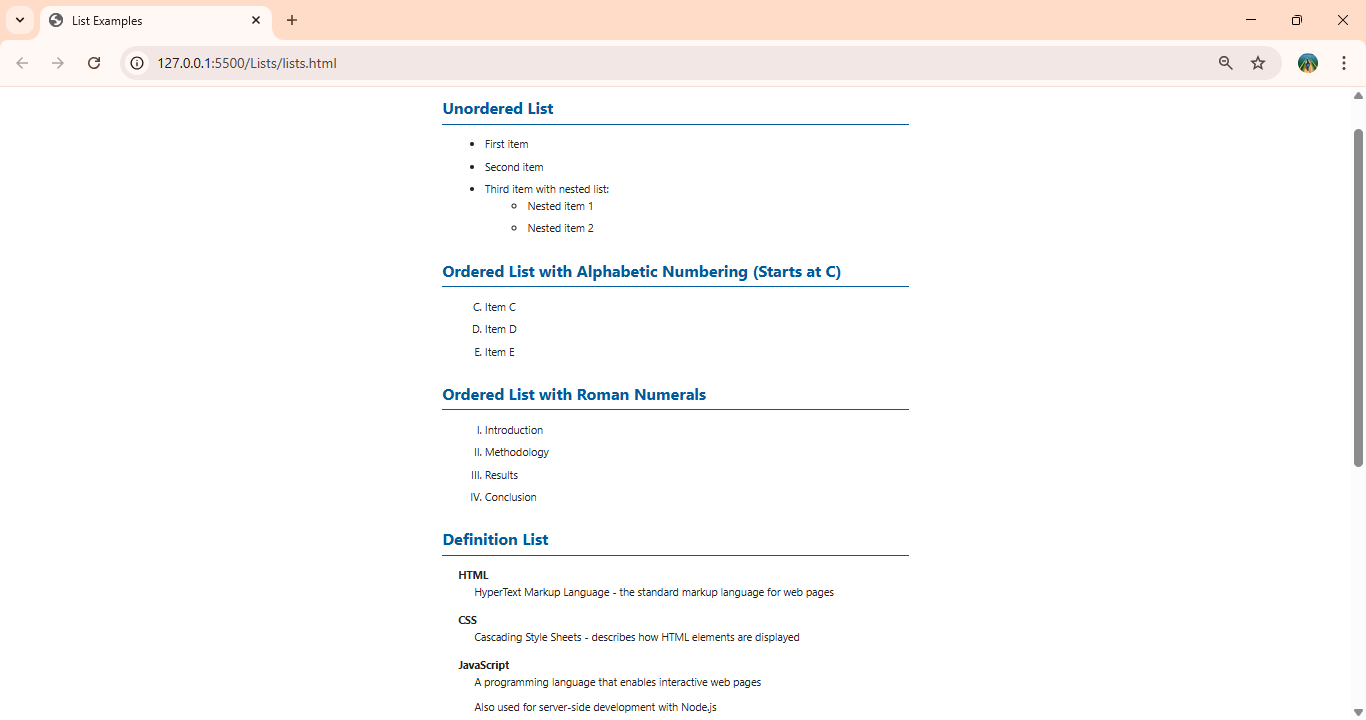 List Examples
127.0.0.1:5500/Lists/lists.html
Unordered List
• First item
• Second item
• Third item with nested list:
◦ Nested item 1
◦ Nested item 2
Ordered List with Alphabetic Numbering (Starts at C)
C. Item C
D. Item D
E. Item E
Ordered List with Roman Numerals
I. Introduction
II. Methodology
III. Results
IV. Conclusion
Definition List
HTML
HyperText Markup Language - the standard markup language for web pages
CSS
Cascading Style Sheets - describes how HTML elements are displayed
JavaScript
A programming language that enables interactive web pages
Also used for server-side development with Node.js